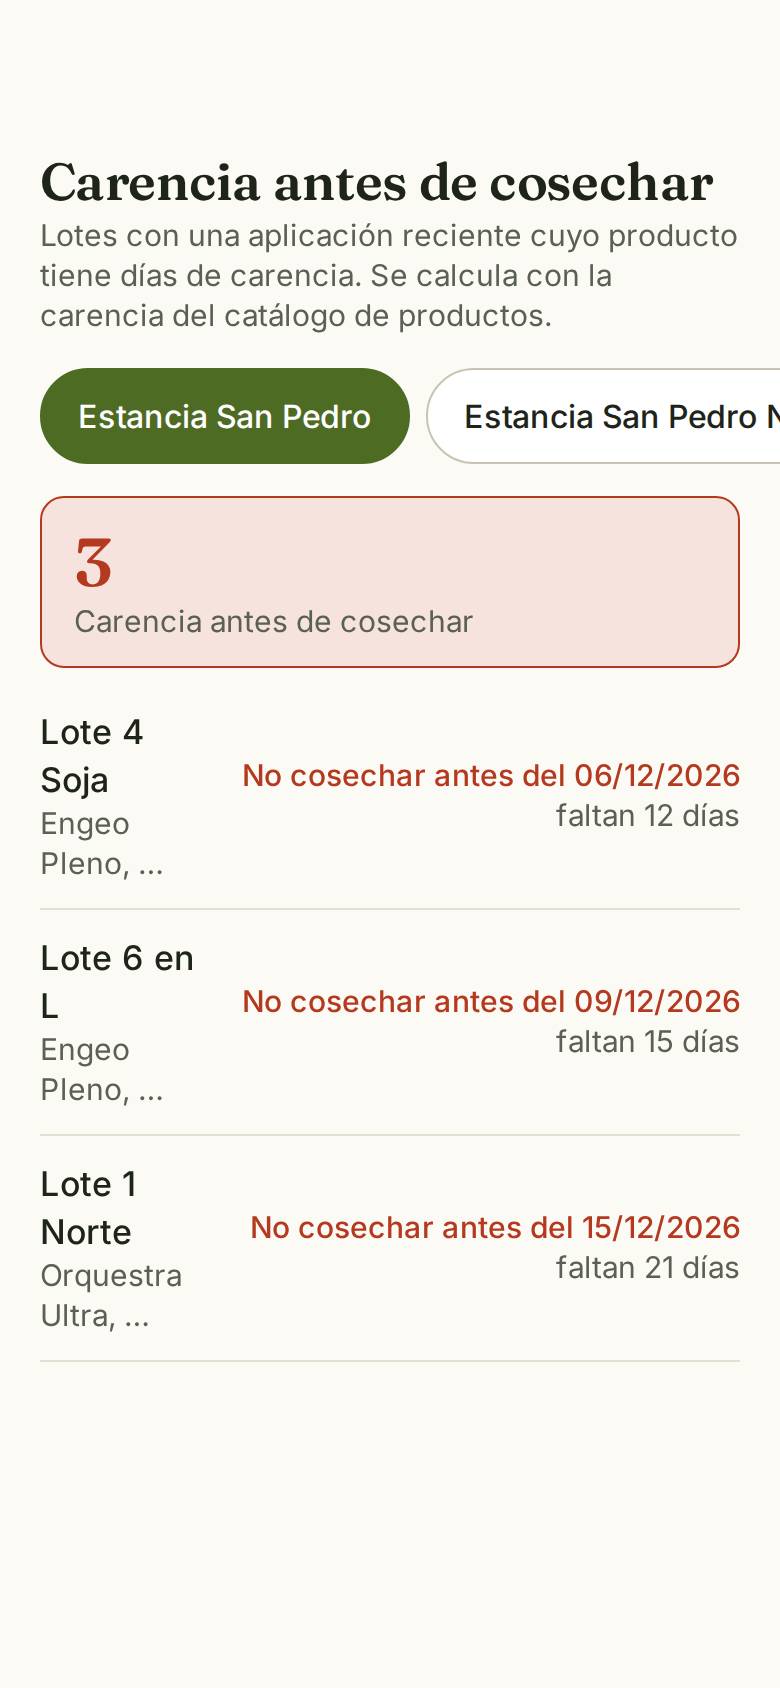 Carencia antes de cosechar
Lotes con una aplicación reciente cuyo producto
tiene días de carencia. Se calcula con la
carencia del catálogo de productos.
Estancia San Pedro
Estancia San Pedro N
3
Carencia antes de cosechar
Lote 4
Soja
Engeo
Pleno, ...
No cosechar antes del 06/12/2026
faltan 12 días
Lote 6 en
L
Engeo
Pleno, ...
No cosechar antes del 09/12/2026
faltan 15 días
Lote 1
Norte
Orquestra
Ultra, ...
No cosechar antes del 15/12/2026
faltan 21 días